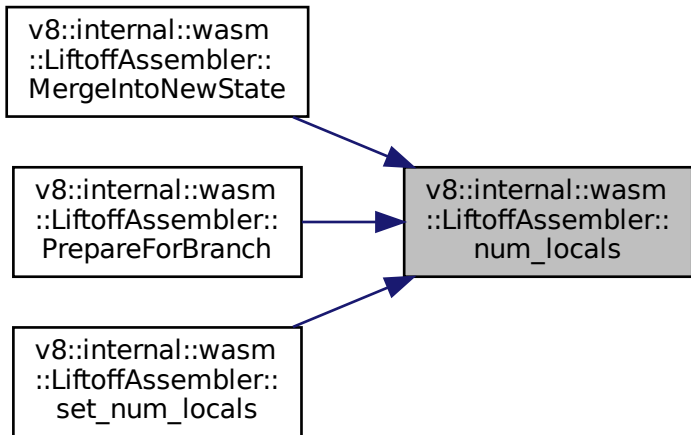 v8::internal::wasm
::LiftoffAssembler::
MergeIntoNewState
v8::internal::wasm
::LiftoffAssembler::
PrepareForBranch
v8::internal::wasm
::LiftoffAssembler::
set_num_locals
v8::internal::wasm
::LiftoffAssembler::
num_locals